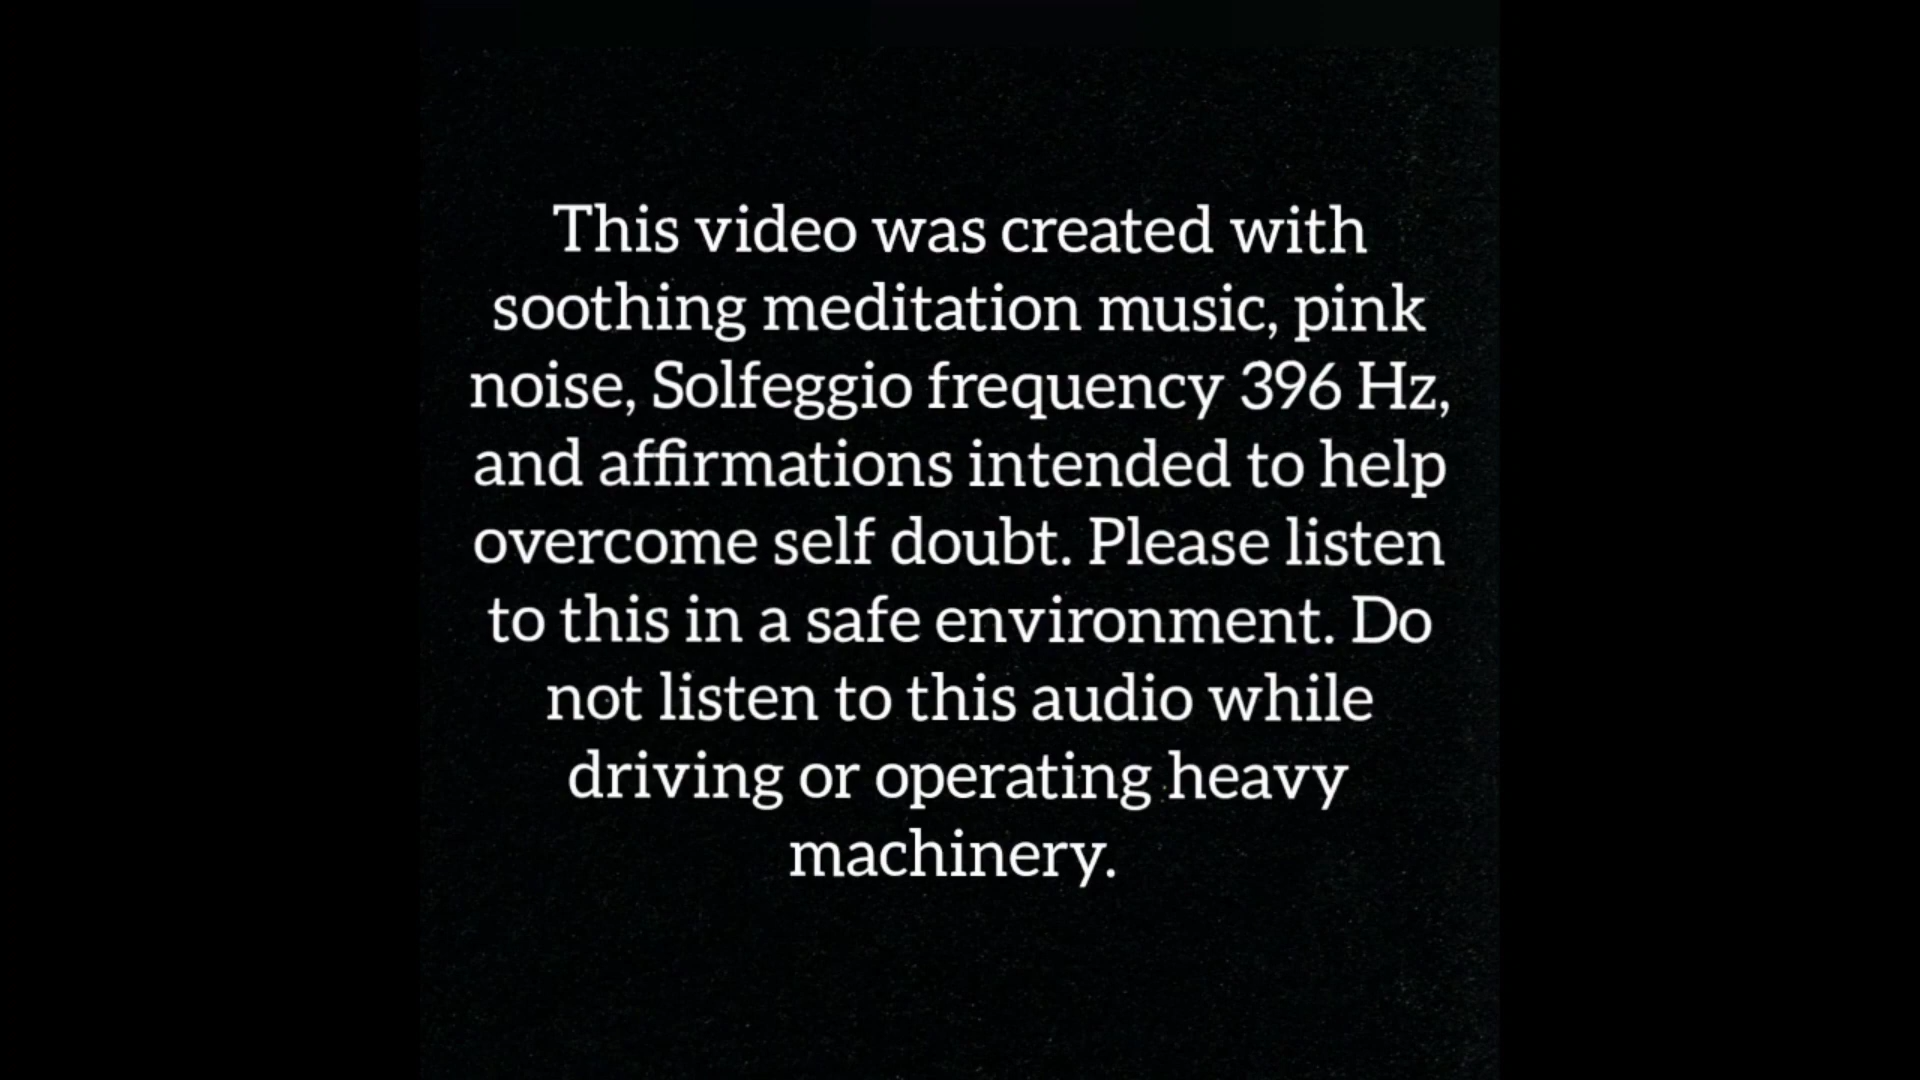 This video was created with
soothing meditation music, pink
noise, Solfeggio frequency 396 Hz,
and affirmations intended to help
overcome self doubt. Please listen
to this in a safe environment. Do
not listen to this audio while
driving or operating heavy
machinery.